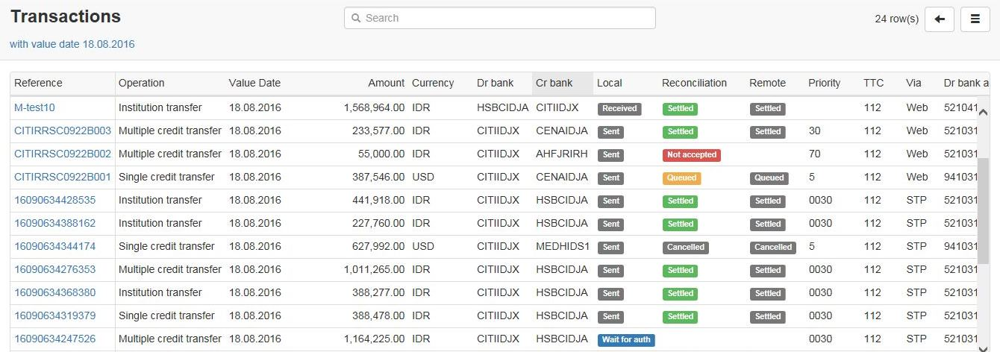 Transactions
Search
24 row(s)
with value date 18.08.2016
Reference Operation Value Date Amount Currency Dr bank Cr bank Local Reconciliation Remote Priority TTC Via Dr bank a
M-test10 Institution transfer 18.08.2016 1,568,964.00 IDR HSBCIDJA CITIIDJX Received Settled Settled 112 Web 521041
CITIRRSC0922B003 Multiple credit transfer 18.08.2016 233,577.00 IDR CITIIDJX CENAIDJA Sent Settled Settled 30 112 Web 521031
CITIRRSC0922B002 Multiple credit transfer 18.08.2016 55,000.00 IDR CITIIDJX AHFJRIRH Sent Not accepted 70 112 Web 521031
CITIRRSC0922B001 Single credit transfer 18.08.2016 387,546.00 USD CITIIDJX CENAIDJA Sent Queued Queued 5 112 Web 941031
16090634428535 Institution transfer 18.08.2016 441,918.00 IDR CITIIDJX HSBCIDJA Sent Settled Settled 0030 112 STP 521031
16090634388162 Institution transfer 18.08.2016 227,760.00 IDR CITIIDJX HSBCIDJA Sent Settled Settled 0030 112 STP 521031
16090634344174 Single credit transfer 18.08.2016 627,992.00 USD CITIIDJX MEDHIDS1 Sent Cancelled Cancelled 5 112 STP 941031
16090634276353 Multiple credit transfer 18.08.2016 1,011,265.00 IDR CITIIDJX HSBCIDJA Sent Settled Settled 0030 112 STP 521031
16090634368380 Institution transfer 18.08.2016 388,277.00 IDR CITIIDJX HSBCIDJA Sent Settled Settled 0030 112 STP 521031
16090634319379 Single credit transfer 18.08.2016 388,478.00 IDR CITIIDJX HSBCIDJA Sent Settled Settled 0030 112 STP 521031
16090634247526 Multiple credit transfer 18.08.2016 1,164,225.00 IDR CITIIDJX HSBCIDJA Wait for auth 0030 112 STP 521031